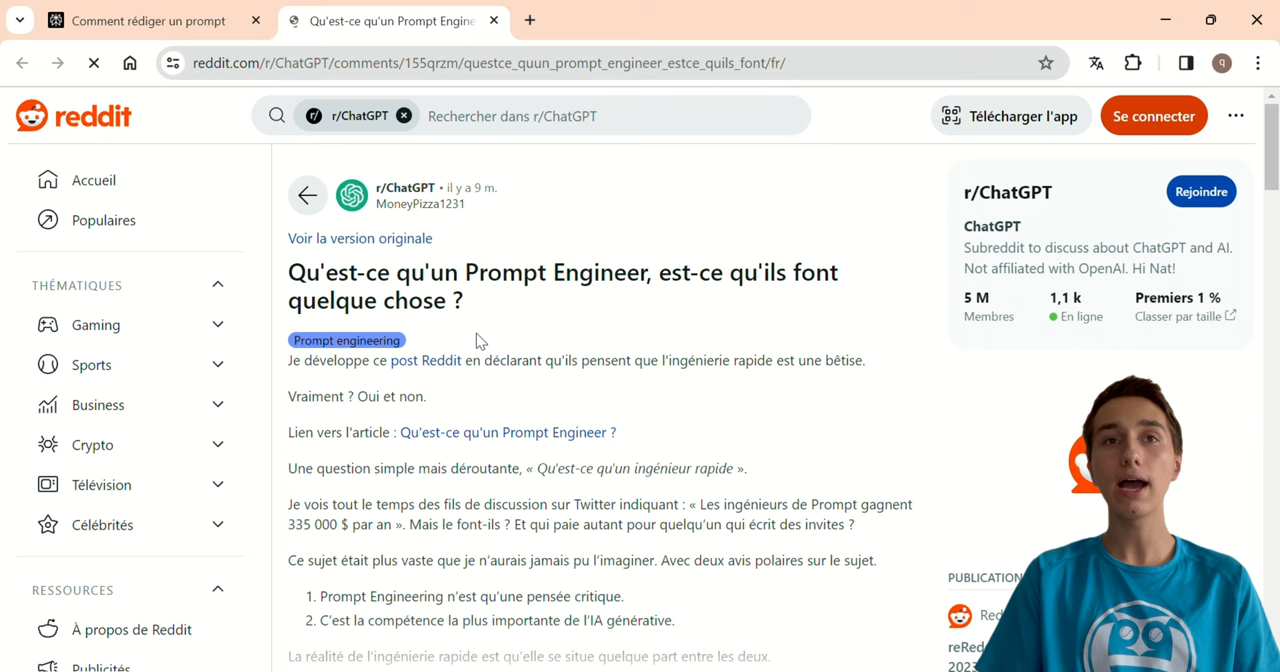 Comment rédiger un prompt
Qu'est-ce qu'un Prompt Engine
reddit.com/r/ChatGPT/comments/155qrzm/questce_quun_prompt_engineer_estce_quils_font/fr/
q
reddit
r/ChatGPT
Rechercher dans r/ChatGPT
Télécharger l'app
Se connecter
Accueil
Populaires
THÉMATIQUES
Gaming
Sports
Business
Crypto
Télévision
Célébrités
RESSOURCES
À propos de Reddit
Publicités
r/ChatGPT • il y a 9 m.
MoneyPizza1231
Voir la version originale
Qu'est-ce qu'un Prompt Engineer, est-ce qu'ils font
quelque chose ?
Prompt engineering
Je développe ce post Reddit en déclarant qu'ils pensent que l'ingénierie rapide est une bêtise.
Vraiment ? Oui et non.
Lien vers l'article : Qu'est-ce qu'un Prompt Engineer ?
Une question simple mais déroutante, « Qu'est-ce qu'un ingénieur rapide ».
Je vois tout le temps des fils de discussion sur Twitter indiquant : « Les ingénieurs de Prompt gagnent
335 000 $ par an ». Mais le font-ils ? Et qui paie autant pour quelqu'un qui écrit des invites ?
Ce sujet était plus vaste que je n'aurais jamais pu l'imaginer. Avec deux avis polaires sur le sujet.
1. Prompt Engineering n'est qu'une pensée critique.
2. C'est la compétence la plus importante de l'IA générative.
La réalité de l'ingénierie rapide est qu'elle se situe quelque part entre les deux.
r/ChatGPT
Rejoindre
ChatGPT
Subreddit to discuss about ChatGPT and AI.
Not affiliated with OpenAI. Hi Nat!
5 M 1,1 k Premiers 1 %
Membres En ligne Classer par taille
PUBLICATION
Red
reRed
2023